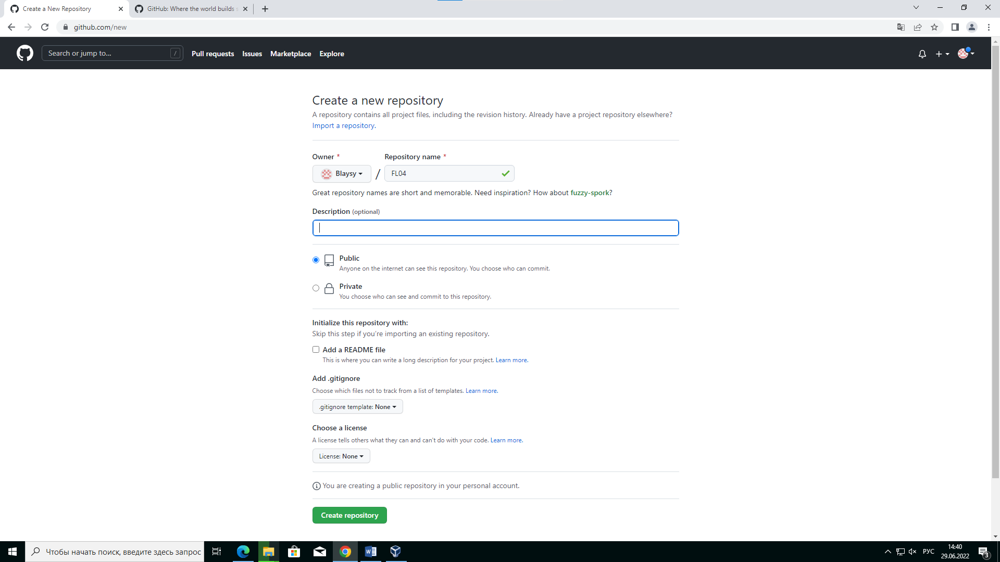 Create a New Repository
GitHub: Where the world builds s
github.com/new
Search or jump to...
/
Pull requests
Issues
Marketplace
Explore
Create a new repository
A repository contains all project files, including the revision history. Already have a project repository elsewhere?
Import a repository.
Owner *
Repository name *
Blaysy
/
FL04
Great repository names are short and memorable. Need inspiration? How about fuzzy-spork?
Description (optional)
Public
Anyone on the internet can see this repository. You choose who can commit.
Private
You choose who can see and commit to this repository.
Initialize this repository with:
Skip this step if you’re importing an existing repository.
Add a README file
This is where you can write a long description for your project. Learn more.
Add .gitignore
Choose which files not to track from a list of templates. Learn more.
.gitignore template: None
Choose a license
A license tells others what they can and can't do with your code. Learn more.
License: None
You are creating a public repository in your personal account.
Create repository
Чтобы начать поиск, введите здесь запрос
РУС
14:40
29.06.2022
3